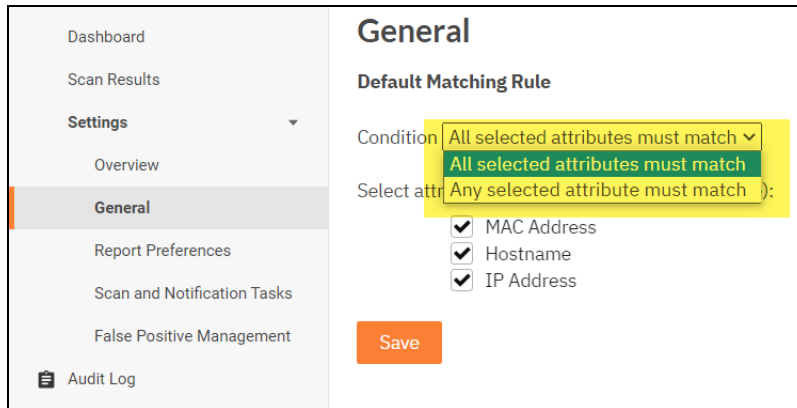 Dashboard
Scan Results
Settings
Overview
General
Report Preferences
Scan and Notification Tasks
False Positive Management
Audit Log
General
Default Matching Rule
Condition All selected attributes must match
All selected attributes must match
Any selected attribute must match
Select attr ):
MAC Address
Hostname
IP Address
Save